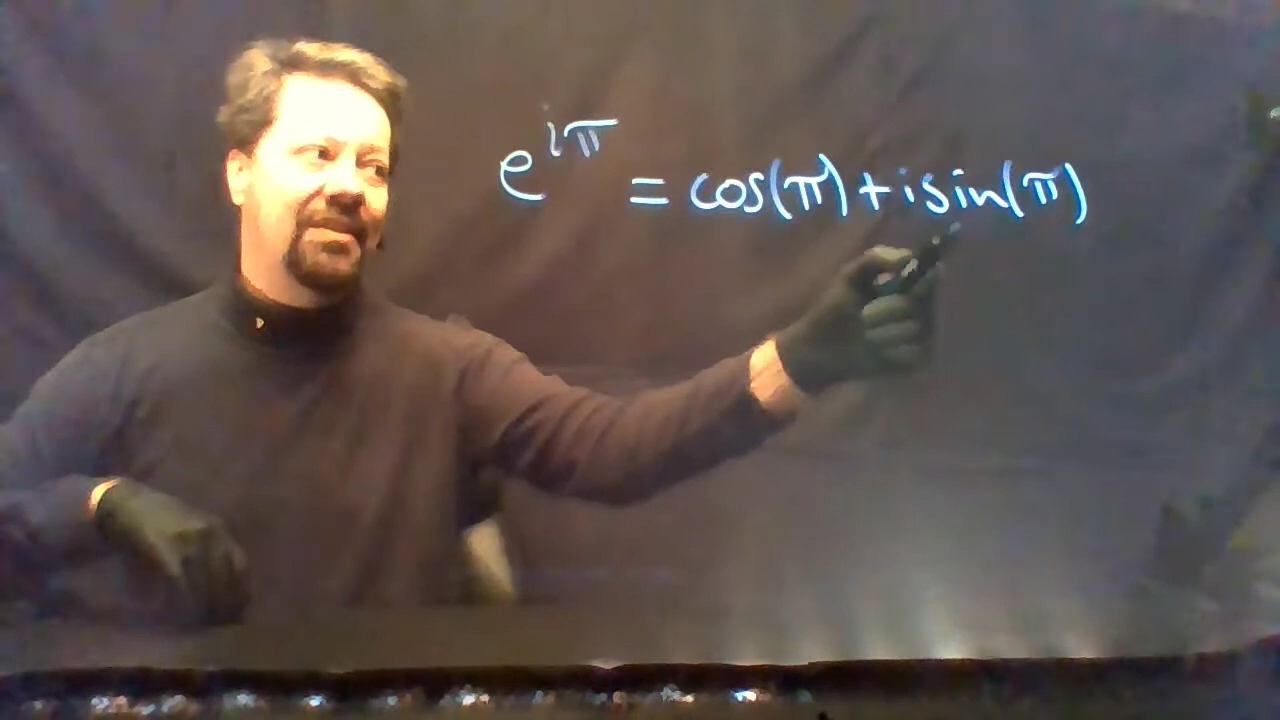 e^{iπ} = cos(π) + i sin(π)